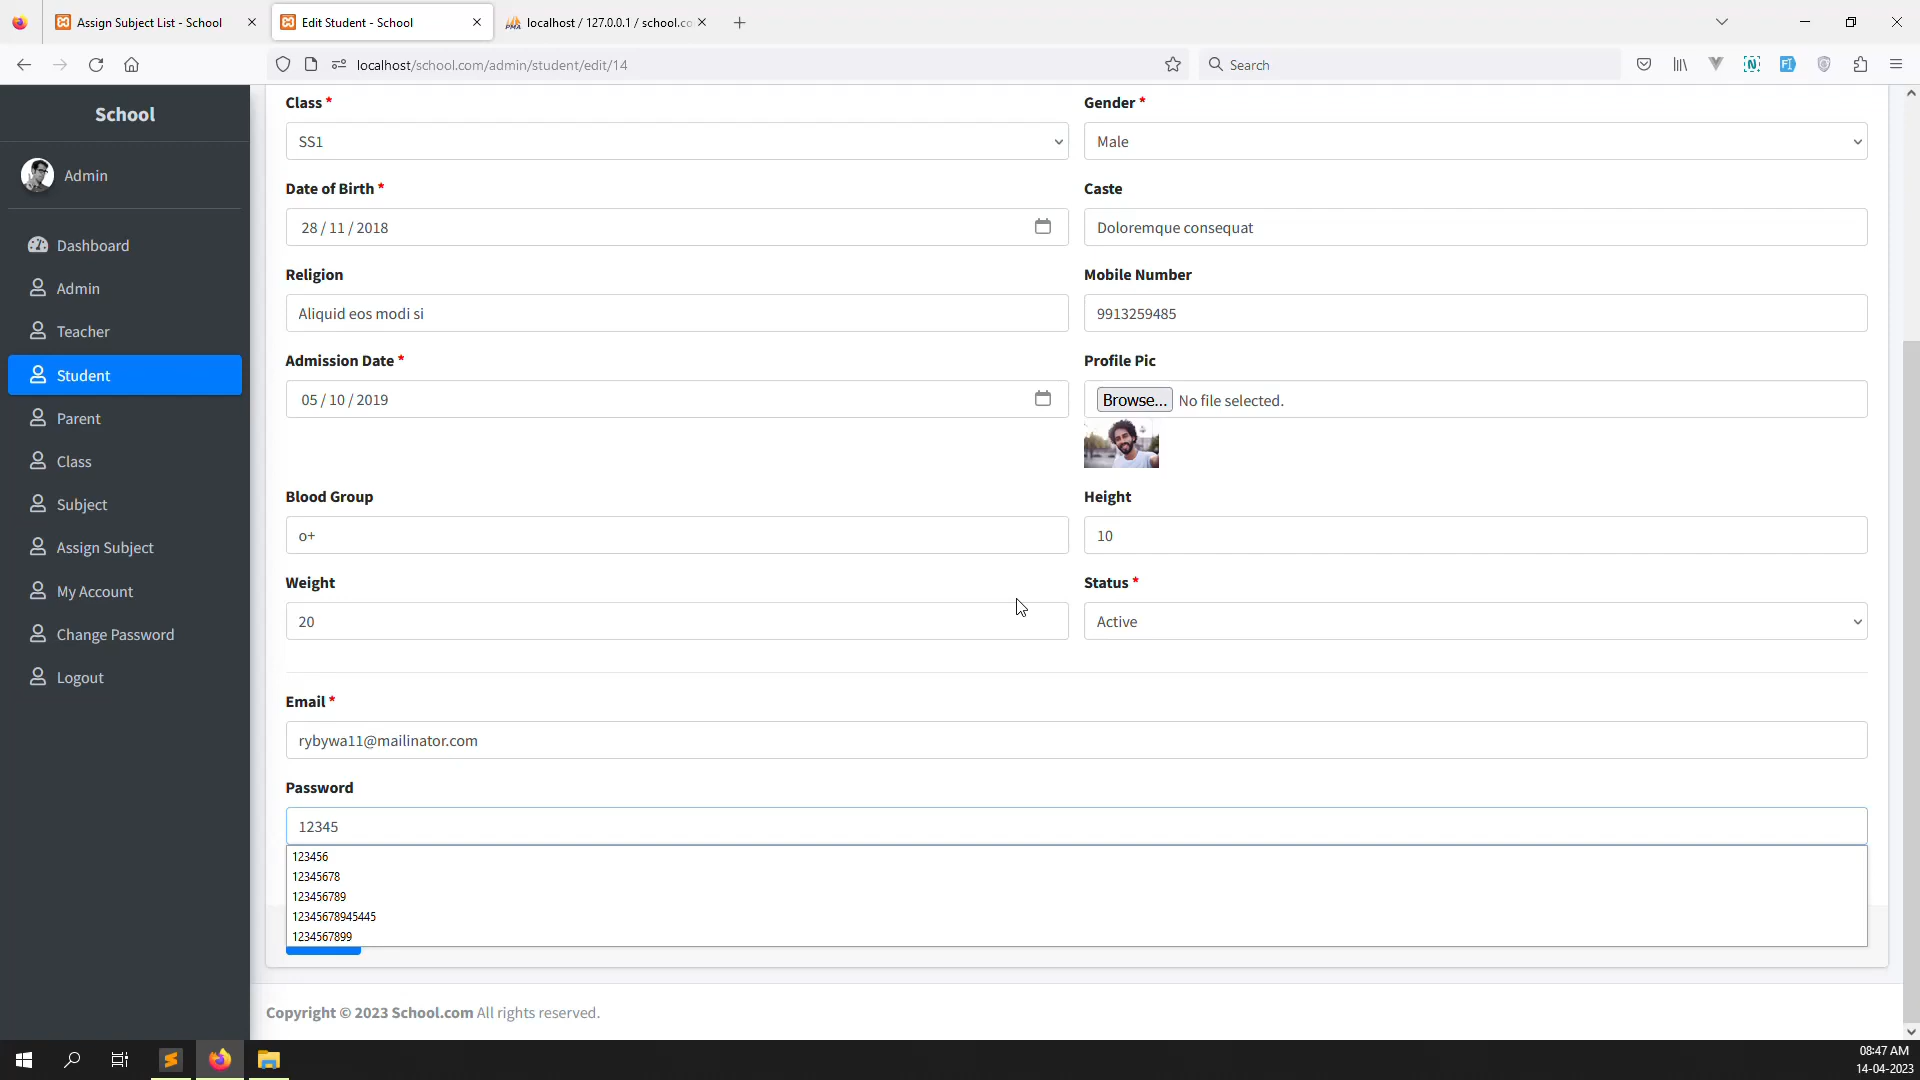 Assign Subject List - School
Edit Student - School
localhost / 127.0.0.1 / school.co
localhost/school.com/admin/student/edit/14
Search
School
Admin
Dashboard
Admin
Teacher
Student
Parent
Class
Subject
Assign Subject
My Account
Change Password
Logout
Class *
Gender *
SS1
Male
Date of Birth *
Caste
28 / 11 / 2018
Doloremque consequat
Religion
Mobile Number
Aliquid eos modi si
9913259485
Admission Date *
Profile Pic
05 / 10 / 2019
Browse... No file selected.
Blood Group
Height
o+
10
Weight
Status *
20
Active
Email *
rybywa11@mailinator.com
Password
12345
123456
12345678
123456789
12345678945445
1234567899
Copyright © 2023 School.com All rights reserved.
08:47 AM
14-04-2023